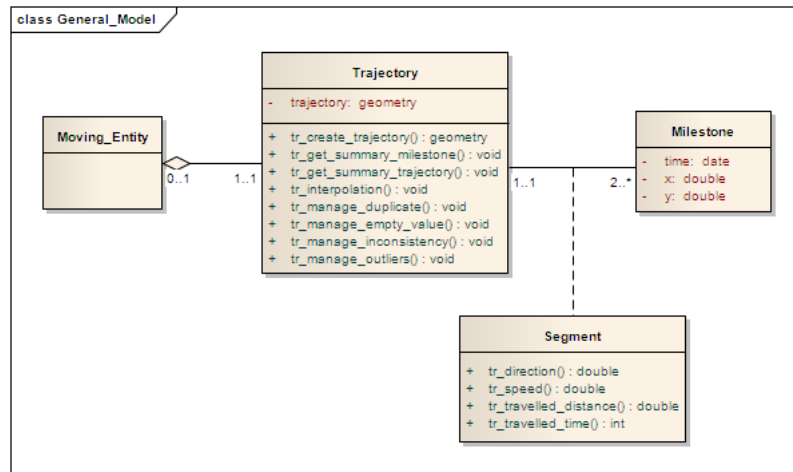 class General_Model
Trajectory
- trajectory: geometry
+ tr_create_trajectory() : geometry
+ tr_get_summary_milestone() : void
+ tr_get_summary_trajectory() : void
+ tr_interpolation() : void
+ tr_manage_duplicate() : void
+ tr_manage_empty_value() : void
+ tr_manage_inconsistency() : void
+ tr_manage_outliers() : void
Moving_Entity
0..1
1..1
1..1
2..*
Milestone
- time: date
- x: double
- y: double
Segment
+ tr_direction() : double
+ tr_speed() : double
+ tr_travelled_distance() : double
+ tr_travelled_time() : int